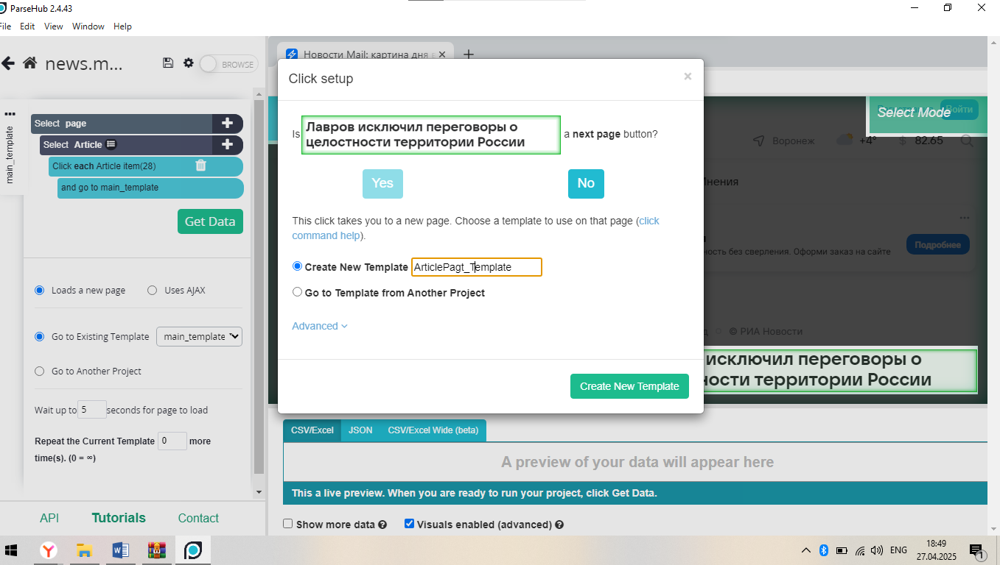 ParseHub 2.4.43
File Edit View Window Help
news.m...
BROWSE
Новости Mail: картина дня в
main_template
Select page
Select Article
Click each Article item(28)
and go to main_template
Get Data
Loads a new page
Uses AJAX
Go to Existing Template main_template
Go to Another Project
Wait up to 5 seconds for page to load
Repeat the Current Template 0 more
time(s). (0 = ∞)
API Tutorials Contact
Click setup
Is
Лавров исключил переговоры о
целостности территории России
a next page button?
Yes
No
This click takes you to a new page. Choose a template to use on that page (click
command help).
Create New Template ArticlePagt_Template
Go to Template from Another Project
Advanced
Create New Template
Select Mode
Войти
Воронеж
+4°
$ 82.65
Мнения
ность без сверления. Оформи заказ на сайте
Подробнее
© РИА Новости
исключил переговоры о
ности территории России
CSV/Excel JSON CSV/Excel Wide (beta)
A preview of your data will appear here
This a live preview. When you are ready to run your project, click Get Data.
Show more data
Visuals enabled (advanced)
ENG
18:49
27.04.2025
1